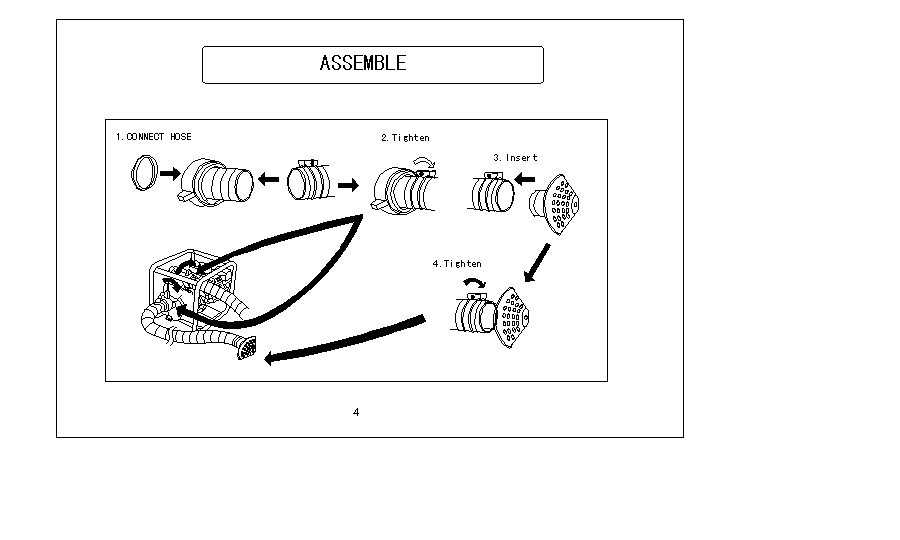 ASSEMBLE
1.CONNECT HOSE
2.Tighten
3.Insert
4.Tighten
4